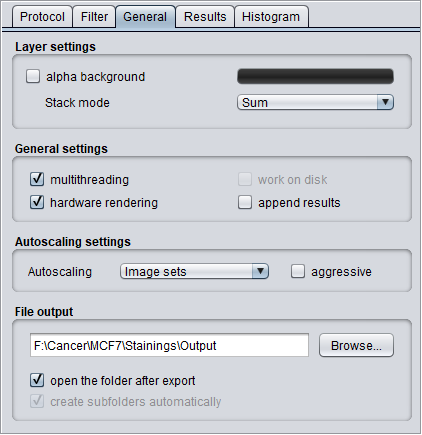 Protocol Filter General Results Histogram
Layer settings
alpha background
Stack mode Sum
General settings
multithreading work on disk
hardware rendering append results
Autoscaling settings
Autoscaling Image sets aggressive
File output
F:\Cancer\MCF7\Stainings\Output Browse...
open the folder after export
create subfolders automatically